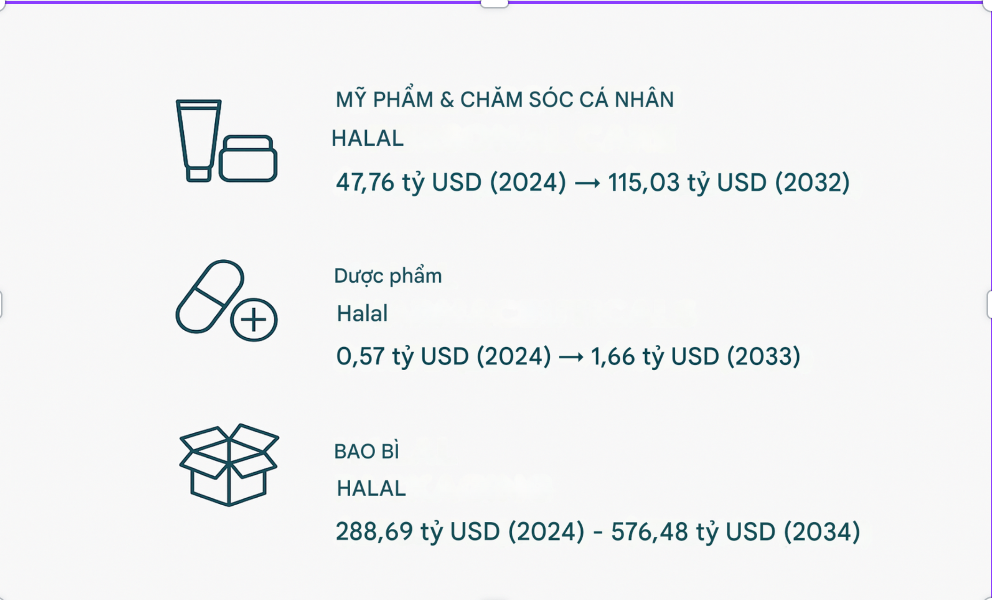 MỸ PHẨM & CHĂM SÓC CÁ NHÂN
HALAL
47,76 tỷ USD (2024) → 115,03 tỷ USD (2032)
Dược phẩm
Halal
0,57 tỷ USD (2024) → 1,66 tỷ USD (2033)
BAO BÌ
HALAL
288,69 tỷ USD (2024) - 576,48 tỷ USD (2034)